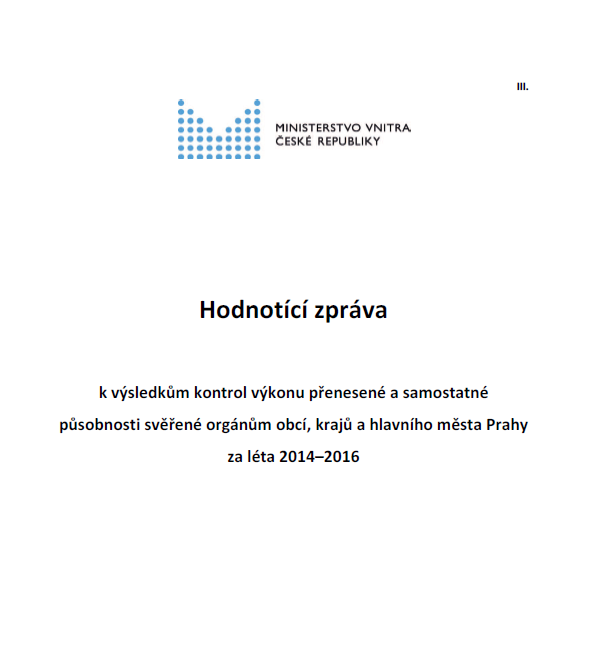 III.
MINISTERSTVO VNITRA
ČESKÉ REPUBLIKY
Hodnotící zpráva
k výsledkům kontrol výkonu přenesené a samostatné
působnosti svěřené orgánům obcí, krajů a hlavního města Prahy
za léta 2014–2016